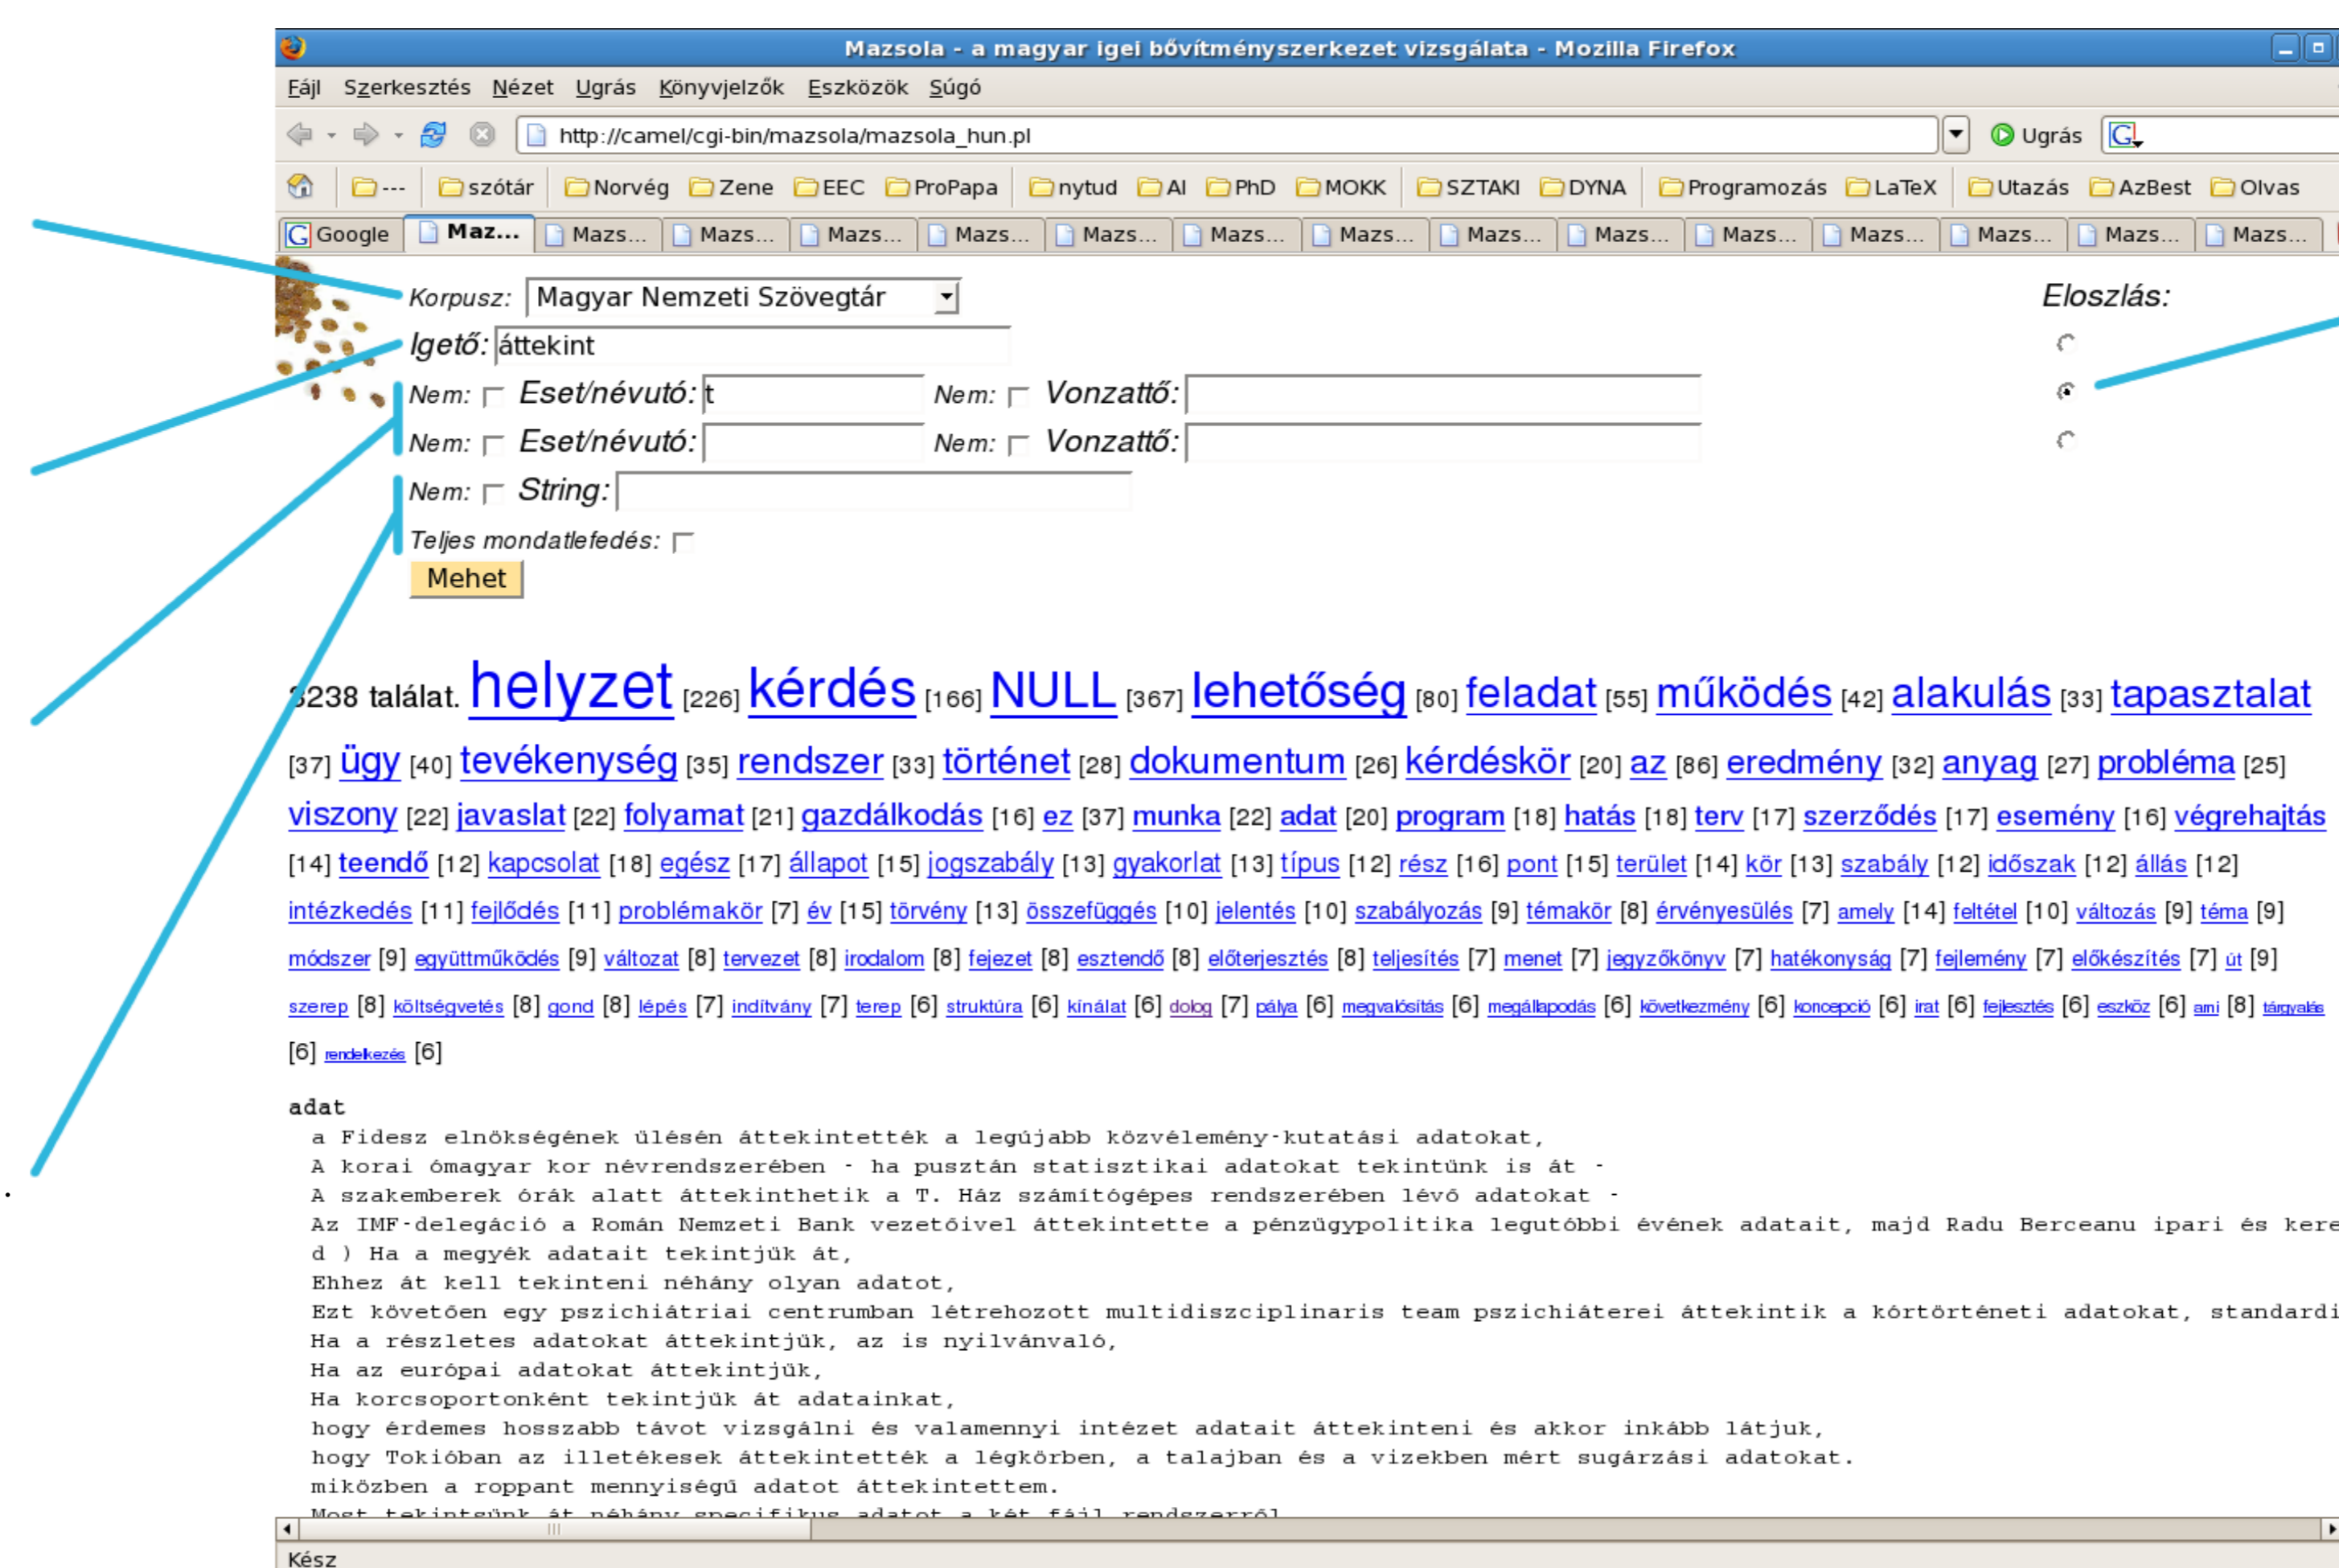 Mazsola - a magyar igei bővítményszerkezet vizsgálata - Mozilla Firefox
Fájl Szerkesztés Nézet Ugrás Könyvjelzők Eszközök Súgó
http://camel/cgi-bin/mazsola/mazsola_hun.pl Ugrás G
--- szótár Norvég Zene EEC ProPapa nytud AI PhD MOKK SZTAKI DYNA Programozás LaTeX Utazás AzBest Olvas
G Google Maz... Mazs... Mazs... Mazs... Mazs... Mazs... Mazs... Mazs... Mazs... Mazs... Mazs... Mazs... Mazs... Mazs... Mazs...
Korpusz: Magyar Nemzeti Szövegtár Eloszlás:
Igető: áttekint
Nem: Eset/névutó: t Nem: Vonzattő:
Nem: Eset/névutó: Nem: Vonzattő:
Nem: String:
Teljes mondatlefedés:
Mehet
3238 találat. helyzet [226] kérdés [166] NULL [367] lehetőség [80] feladat [55] működés [42] alakulás [33] tapasztalat
[37] ügy [40] tevékenység [35] rendszer [33] történet [28] dokumentum [26] kérdéskör [20] az [86] eredmény [32] anyag [27] probléma [25]
viszony [22] javaslat [22] folyamat [21] gazdálkodás [16] ez [37] munka [22] adat [20] program [18] hatás [18] terv [17] szerződés [17] esemény [16] végrehajtás
[14] teendő [12] kapcsolat [18] egész [17] állapot [15] jogszabály [13] gyakorlat [13] típus [12] rész [16] pont [15] terület [14] kör [13] szabály [12] időszak [12] állás [12]
intézkedés [11] fejlődés [11] problémakör [7] év [15] törvény [13] összefüggés [10] jelentés [10] szabályozás [9] témakör [8] érvényesülés [7] amely [14] feltétel [10] változás [9] téma [9]
módszer [9] együttműködés [9] változat [8] tervezet [8] irodalom [8] fejezet [8] esztendő [8] előterjesztés [8] teljesítés [7] menet [7] jegyzőkönyv [7] hatékonyság [7] fejlemény [7] előkészítés [7] út [9]
szerep [8] költségvetés [8] gond [8] lépés [7] indítvány [7] terep [6] struktúra [6] kínálat [6] dolog [7] pálya [6] megvalósítás [6] megállapodás [6] következmény [6] koncepció [6] irat [6] fejlesztés [6] eszköz [6] ami [8] tárgyalás
[6] rendelkezés [6]
adat
a Fidesz elnökségének ülésén áttekintették a legújabb közvélemény-kutatási adatokat,
A korai ómagyar kor névrendszerében - ha pusztán statisztikai adatokat tekintünk is át -
A szakemberek órák alatt áttekinthetik a T. Ház számítógépes rendszerében lévő adatokat -
Az IMF-delegáció a Román Nemzeti Bank vezetőivel áttekintette a pénzügypolitika legutóbbi évének adatait, majd Radu Berceanu ipari és kere
d ) Ha a megyék adatait tekintjük át,
Ehhez át kell tekinteni néhány olyan adatot,
Ezt követően egy pszichiátriai centrumban létrehozott multidiszciplinaris team pszichiáterei áttekintik a kórtörténeti adatokat, standardi
Ha a részletes adatokat áttekintjük, az is nyilvánvaló,
Ha az európai adatokat áttekintjük,
Ha korcsoportonként tekintjük át adatainkat,
hogy érdemes hosszabb távot vizsgálni és valamennyi intézet adatait áttekinteni és akkor inkább látjuk,
hogy Tokióban az illetékesek áttekintették a légkörben, a talajban és a vizekben mért sugárzási adatokat.
miközben a roppant mennyiségű adatot áttekintettem.
Most tekintsünk át néhány specifikus adatot a két fájl rendszerről
Kész